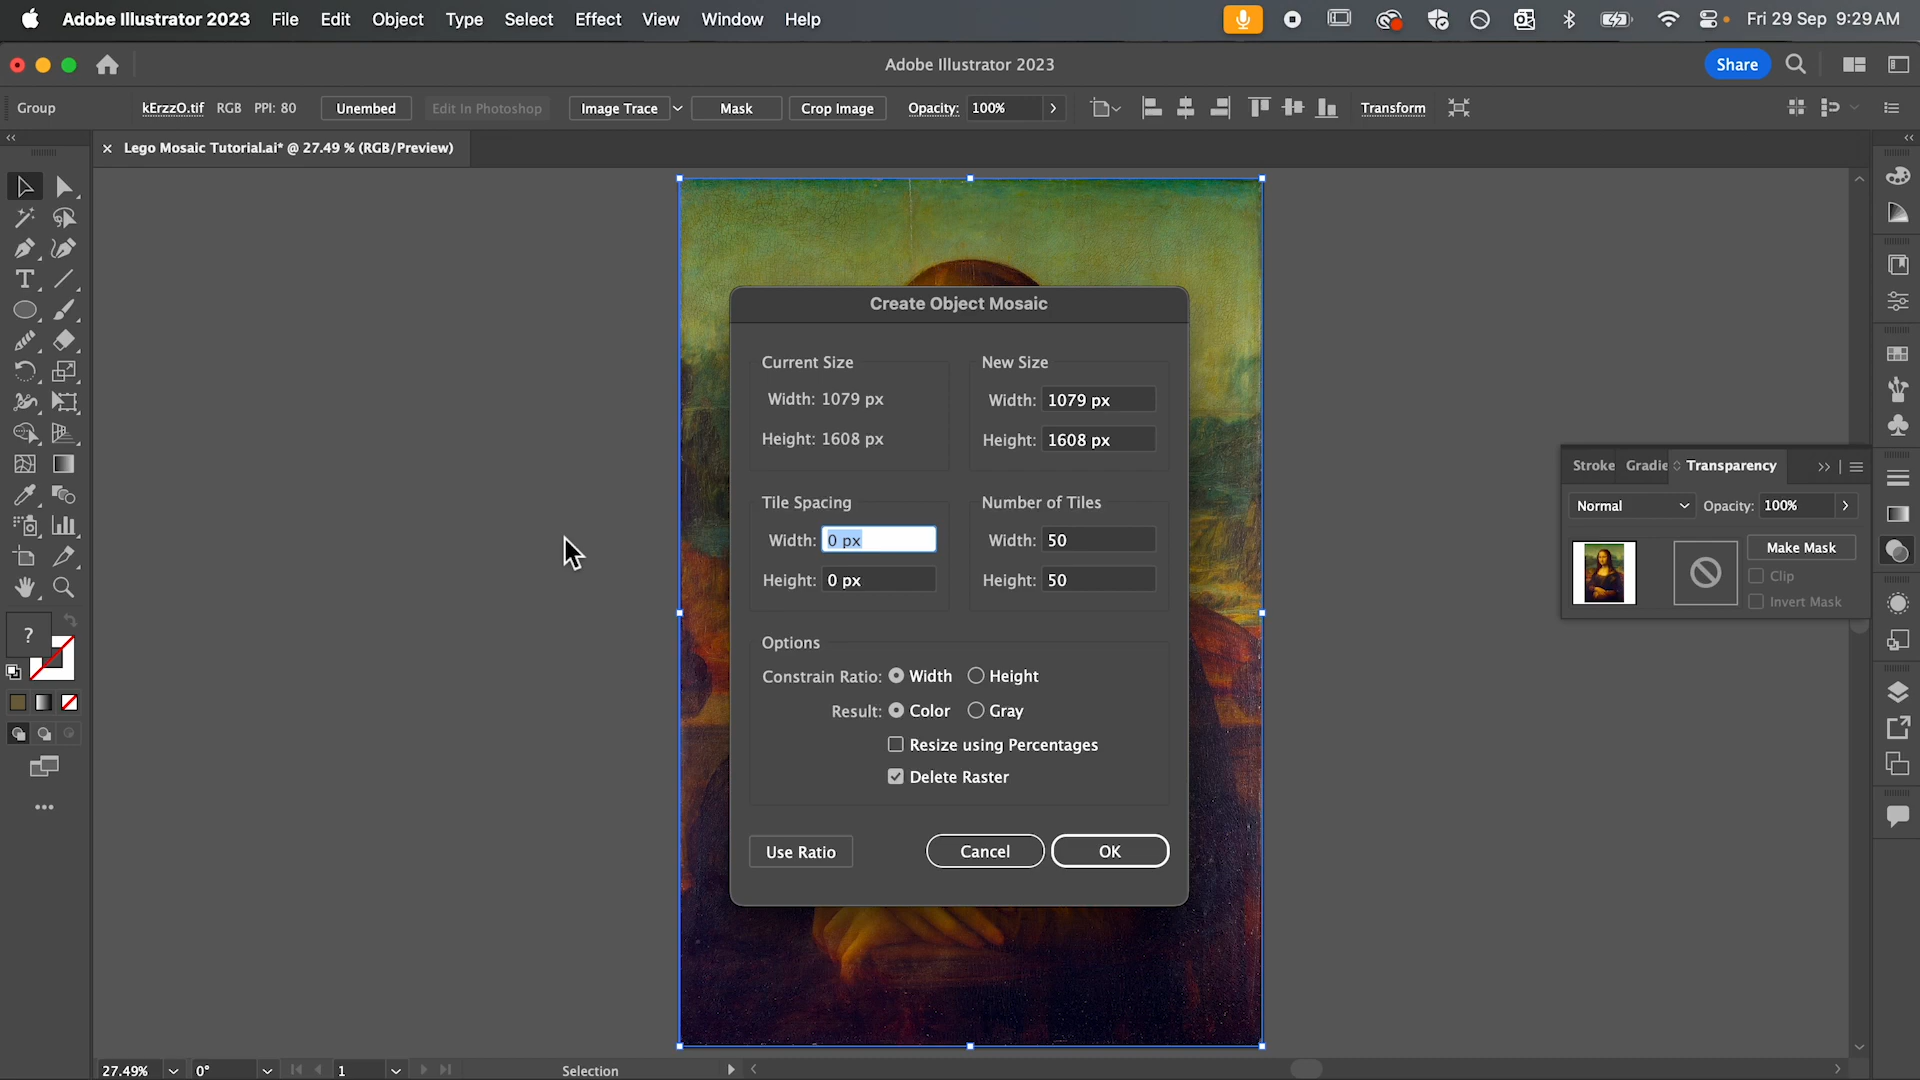 Adobe Illustrator 2023 File Edit Object Type Select Effect View Window Help Fri 29 Sep 9:29 AM
Adobe Illustrator 2023 Share
Group kErzzO.tif RGB PPI: 80 Unembed Edit In Photoshop Image Trace Mask Crop Image Opacity: 100% Transform
Lego Mosaic Tutorial.ai* @ 27.49 % (RGB/Preview)
Create Object Mosaic
Current Size New Size
Width: 1079 px Width: 1079 px
Height: 1608 px Height: 1608 px
Tile Spacing Number of Tiles
Width: 0 px Width: 50
Height: 0 px Height: 50
Options
Constrain Ratio: Width Height
Result: Color Gray
Resize using Percentages
Delete Raster
Use Ratio Cancel OK
Stroke Gradie Transparency
Normal Opacity: 100%
Make Mask
Clip
Invert Mask
?
27.49% 0° 1 Selection